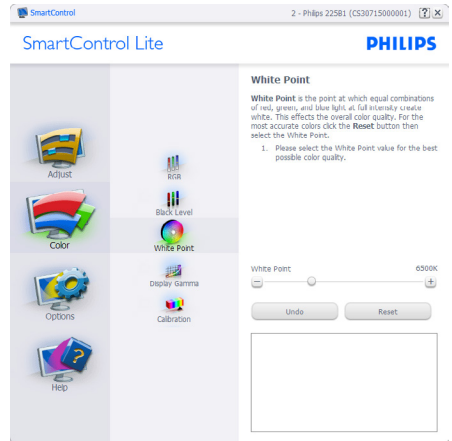 SmartControl
2 - Philips 225B1 (CS30715000001)
?
X
SmartControl Lite
PHILIPS
Adjust
Color
Options
Help
RGB
Black Level
White Point
Display Gamma
Calibration
White Point
White Point is the point at which equal combinations
of red, green, and blue light at full intensity create
white. This effects the overall color quality. For the
most accurate colors click the Reset button then
select the White Point.
1. Please select the White Point value for the best
possible color quality.
White Point
6500K
Undo
Reset